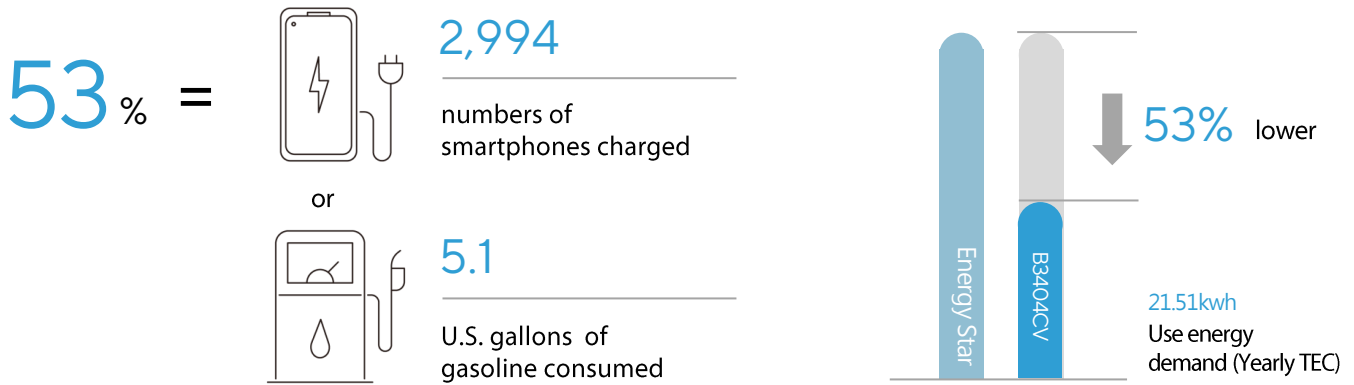 53 % =
2,994
numbers of
smartphones charged
or
5.1
U.S. gallons of
gasoline consumed
Energy Star
B3404CV
53% lower
21.51kwh
Use energy
demand (Yearly TEC)